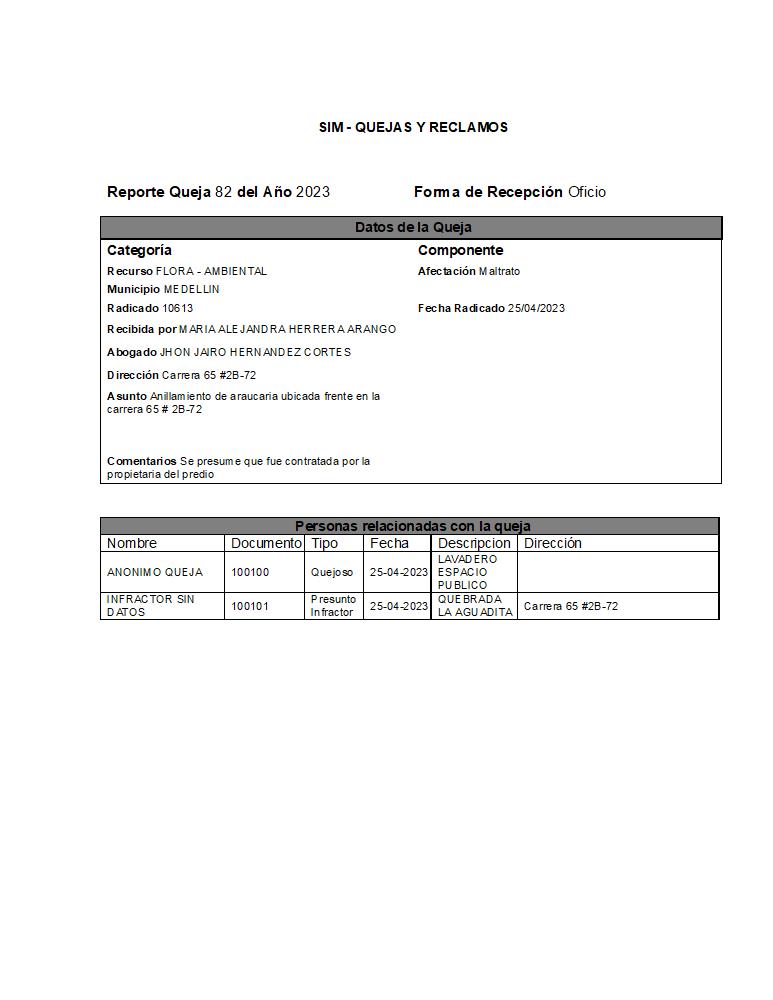 SIM - QUEJAS Y RECLAMOS
Reporte Queja 82 del Año 2023 Forma de Recepción Oficio
Datos de la Queja
Categoría Componente
Recurso FLORA - AMBIENTAL Afectación Maltrato
Municipio MEDELLIN
Radicado 10613 Fecha Radicado 25/04/2023
Recibida por MARIA ALEJANDRA HERRERA ARANGO
Abogado JHON JAIRO HERNANDEZ CORTES
Dirección Carrera 65 #2B-72
Asunto Anillamiento de araucaria ubicada frente en la
carrera 65 # 2B-72
Comentarios Se presume que fue contratada por la
propietaria del predio
Personas relacionadas con la queja
Nombre Documento Tipo Fecha Descripcion Dirección
ANONIMO QUEJA 100100 Quejoso 25-04-2023 LAVADERO
ESPACIO
PUBLICO
INFRACTOR SIN
DATOS 100101 Presunto
Infractor 25-04-2023 QUEBRADA
LA AGUADITA Carrera 65 #2B-72